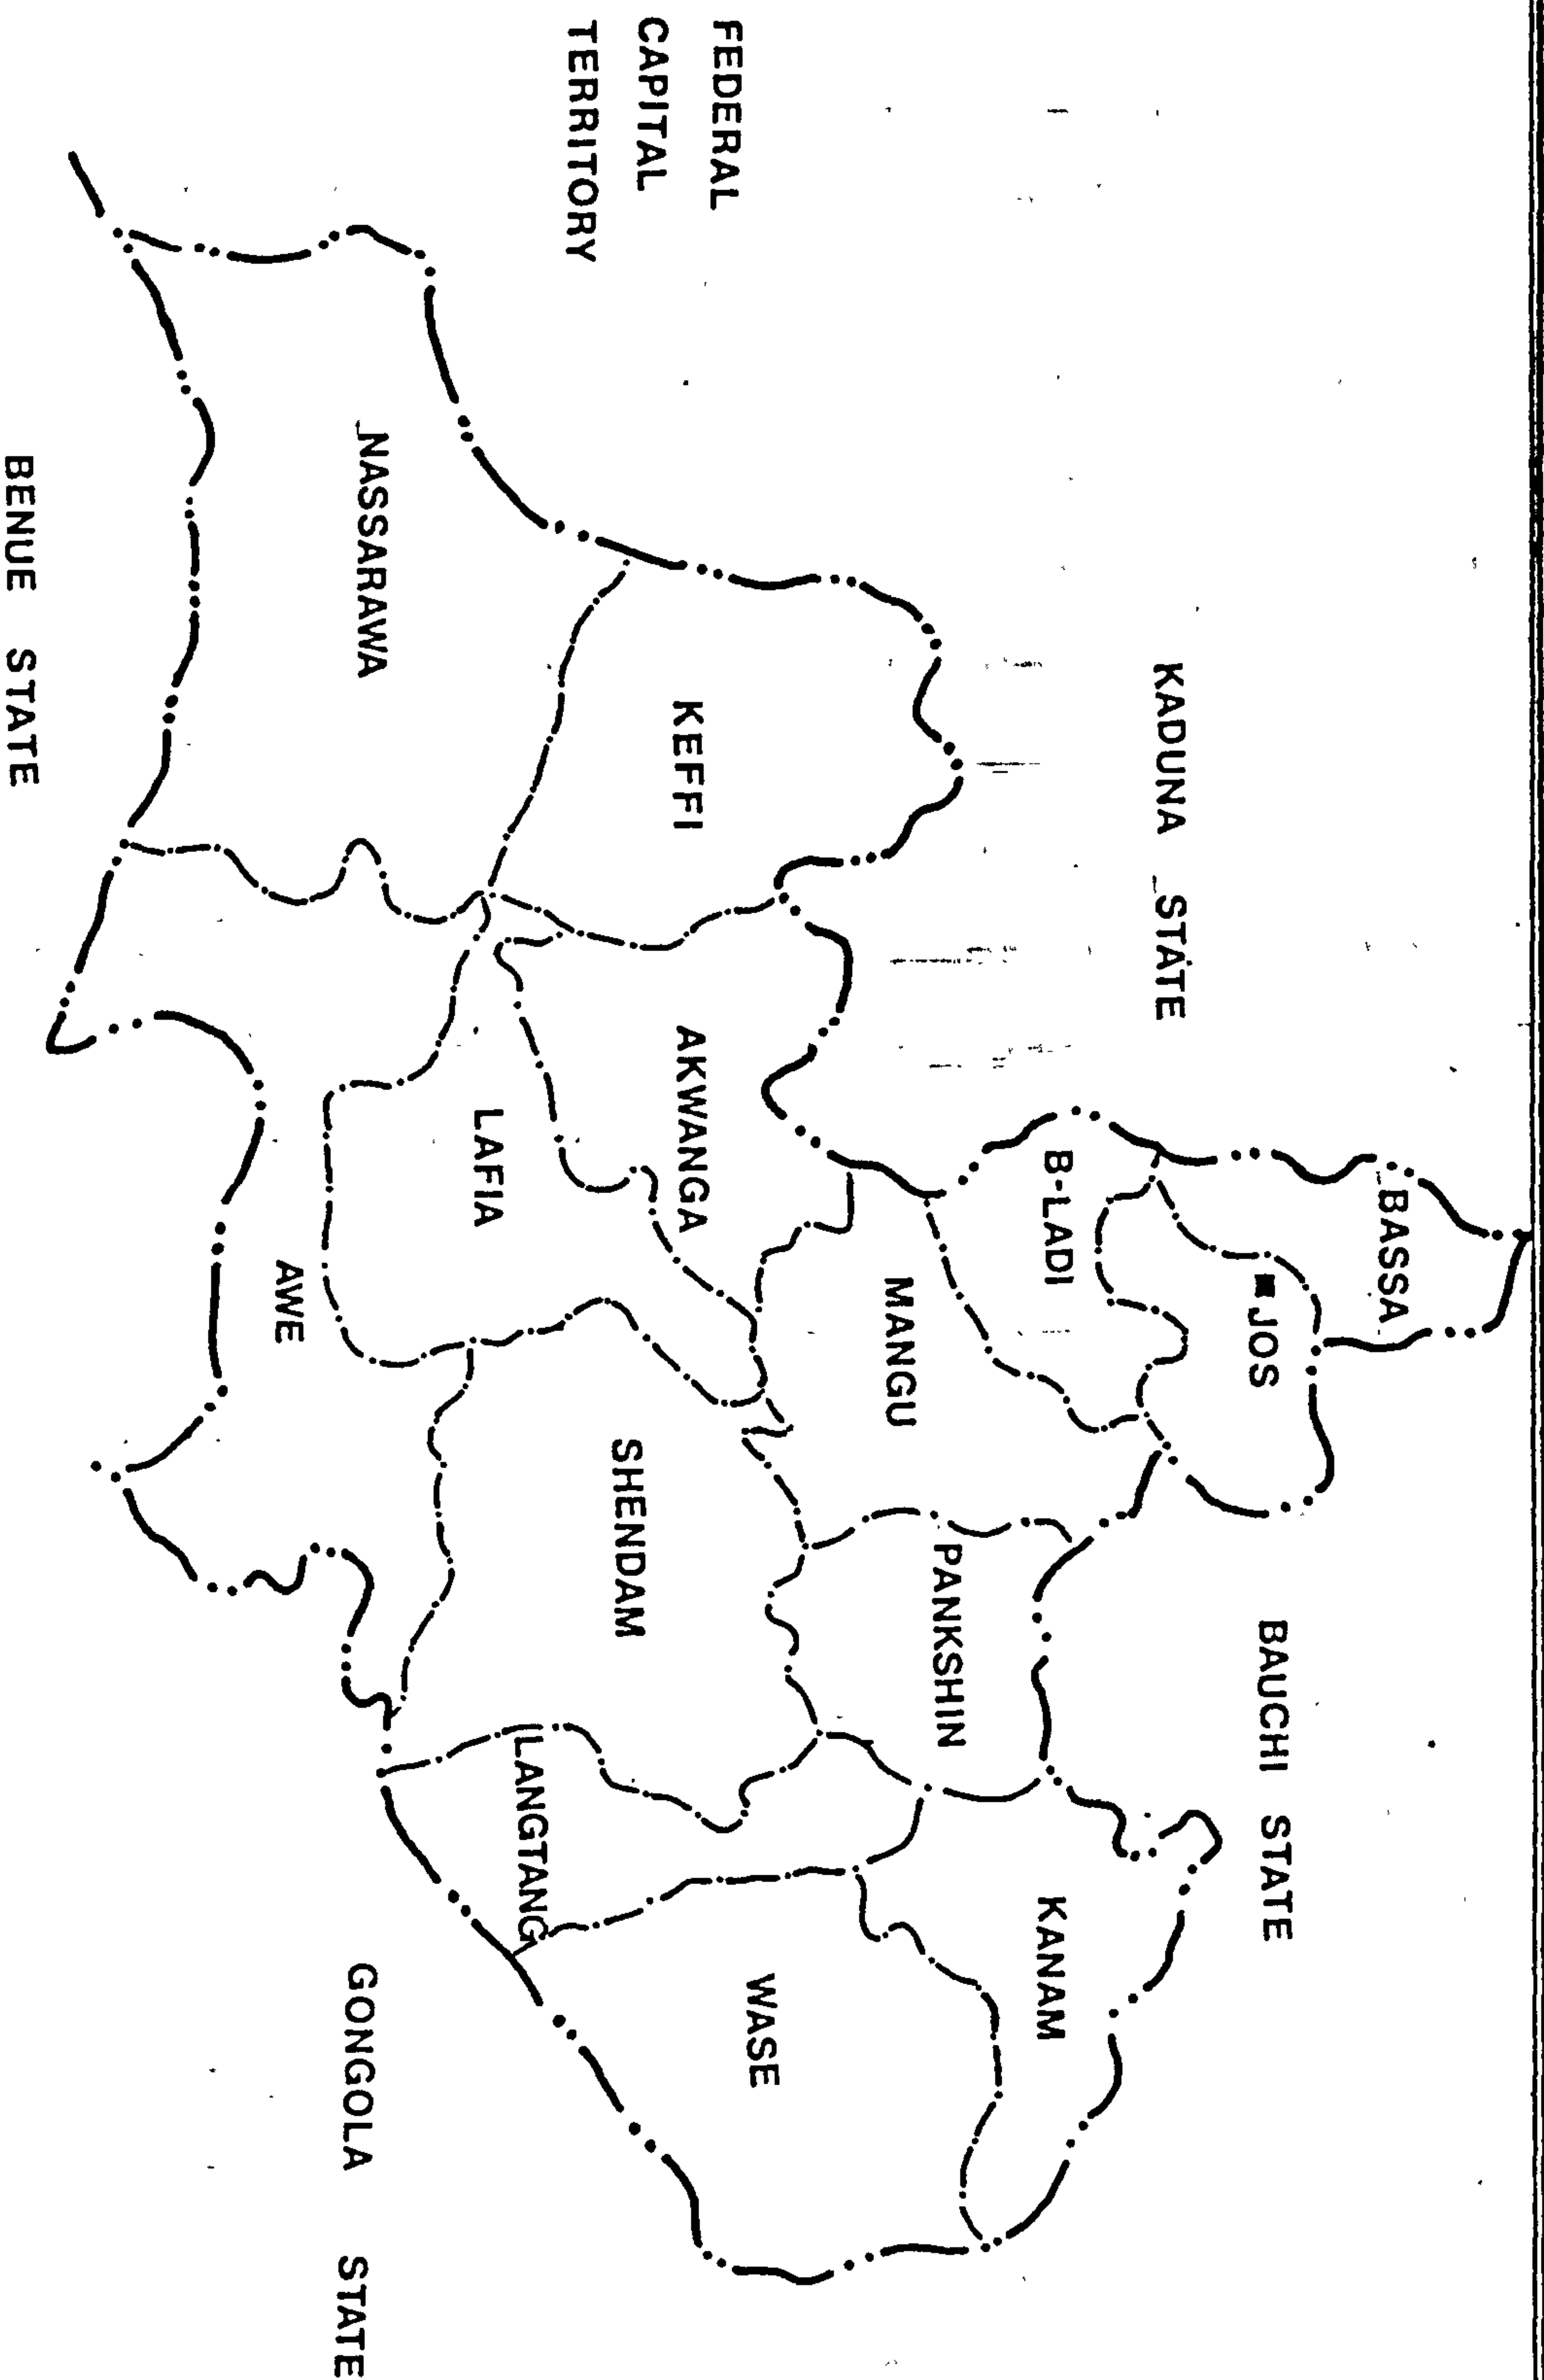 BASSA
JOS
BAUCHI STATE
KADUNA STATE
B-LADI
KANAM
PANKSHIN
MANGU
WASE
FEDERAL
CAPITAL
TERRITORY
KEFFI
AKWANGA
SHENDAM
LANGTANG
LAFIA
NASSARAWA
GONGOLA STATE
AWE
BENUE STATE